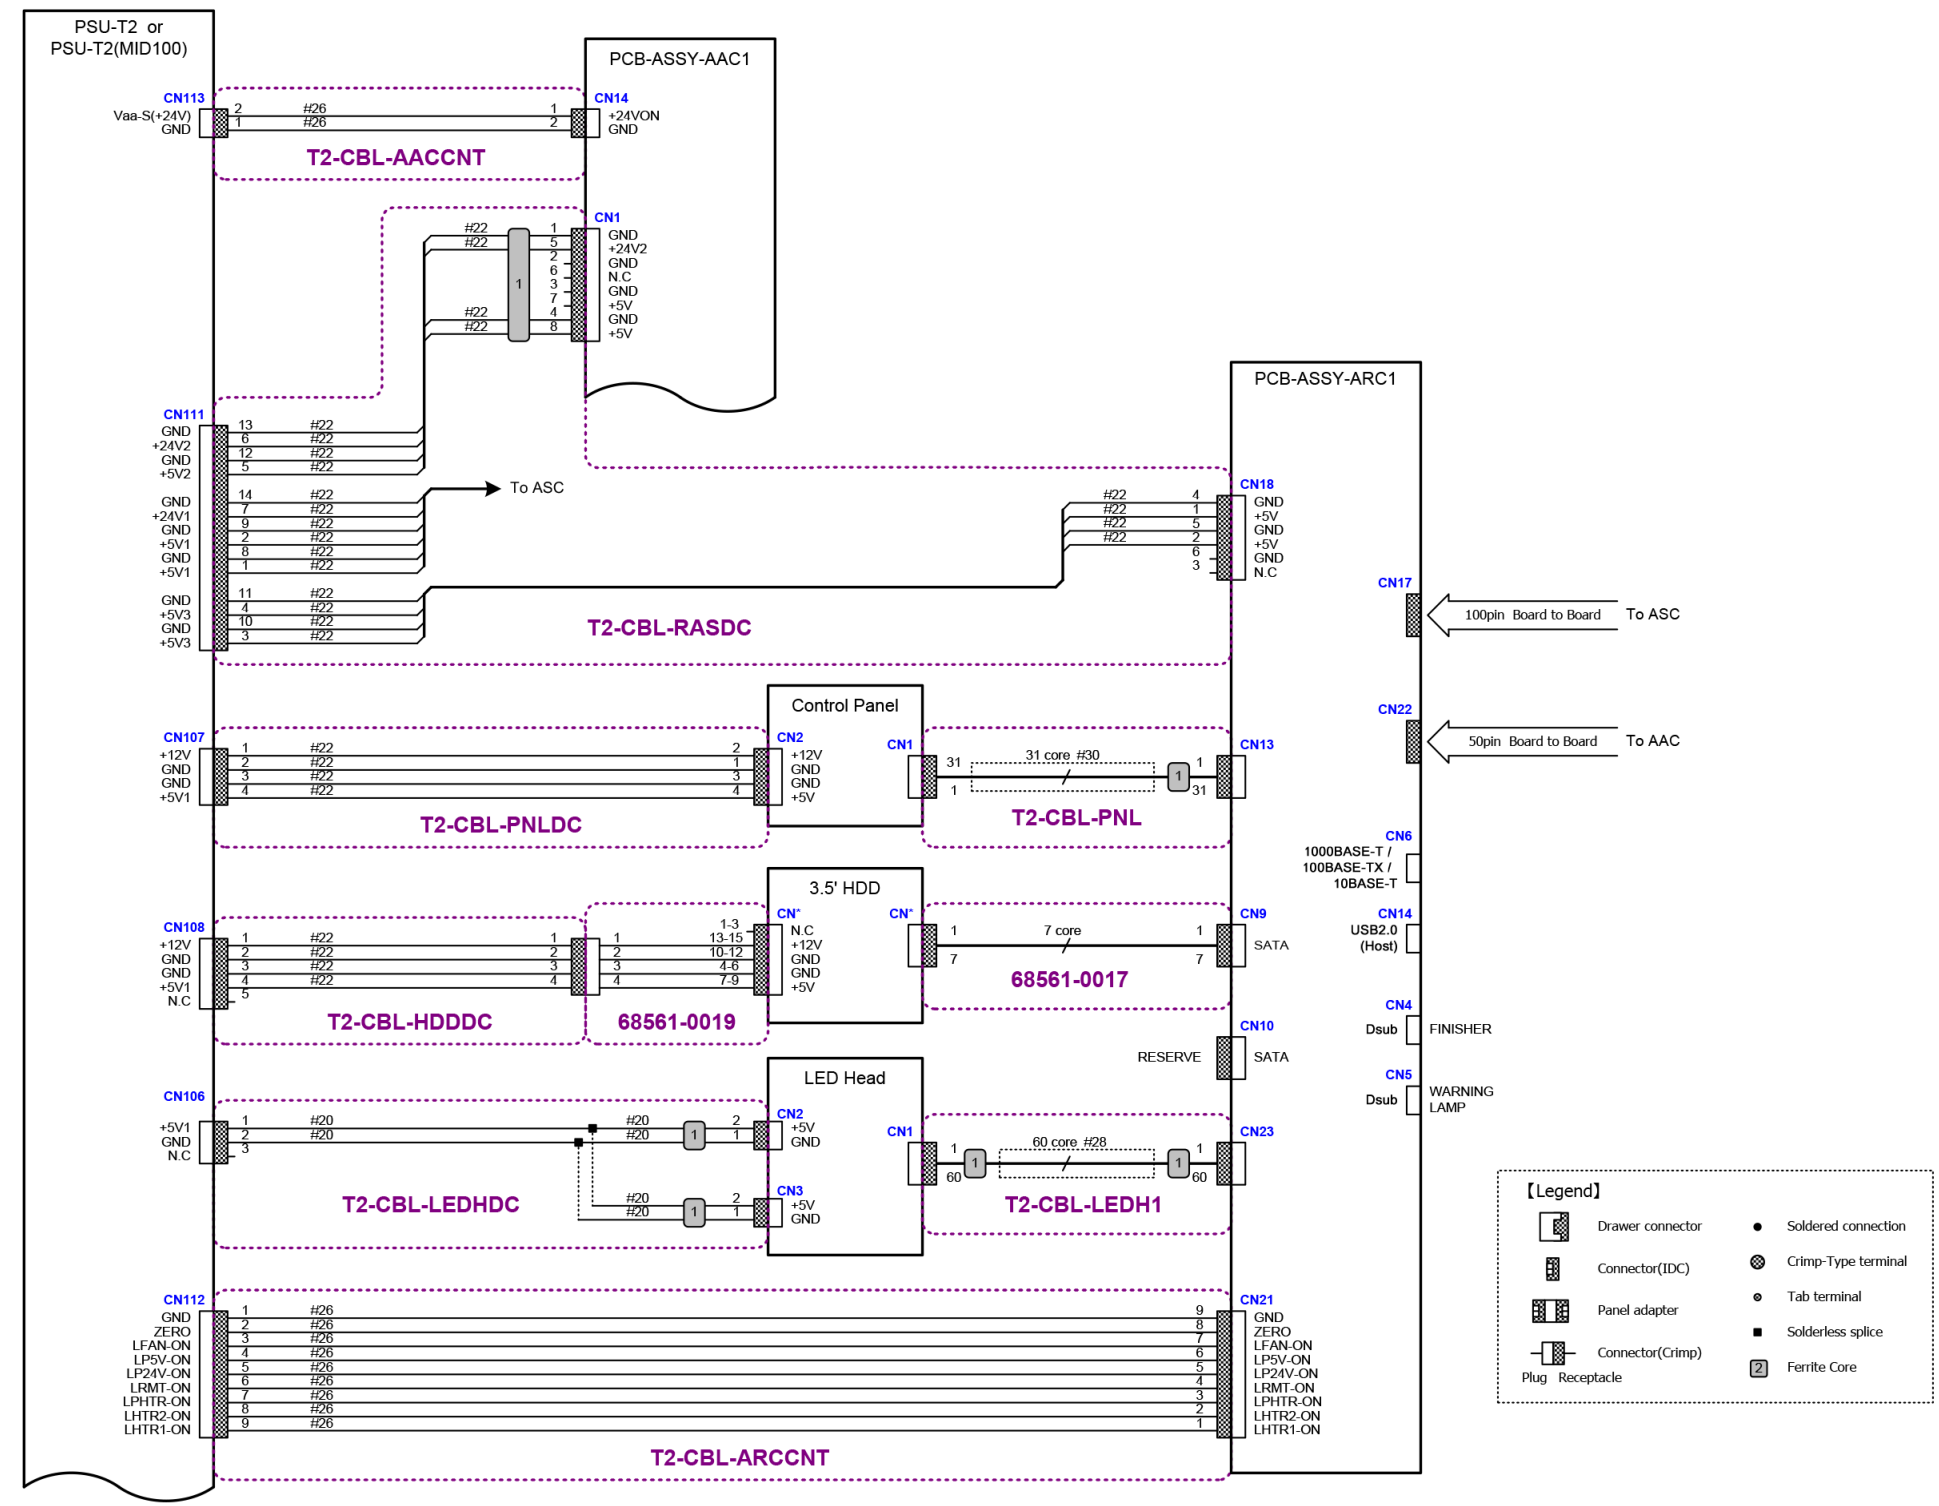 PSU-T2 or
PSU-T2(MID100)
PCB-ASSY-AAC1
CN113
Vaa-S(+24V) 2 #26 1 +24VON
GND 1 #26 2 GND
CN14
T2-CBL-AACCNT
CN1
#22 1 GND
#22 5 +24V2
2 GND
6 N.C
3 GND
7 +5V
#22 4 GND
#22 8 +5V
1
CN111
GND 13 #22
+24V2 6 #22
GND 12 #22
+5V2 5 #22
GND 14 #22
+24V1 7 #22
GND 9 #22
+5V1 2 #22
GND 8 #22
+5V1 1 #22
GND 11 #22
+5V3 4 #22
GND 10 #22
+5V3 3 #22
To ASC
T2-CBL-RASDC
PCB-ASSY-ARC1
CN18
#22 4 GND
#22 1 +5V
#22 5 GND
#22 2 +5V
6 GND
3 N.C
CN17
100pin Board to Board To ASC
CN22
50pin Board to Board To AAC
Control Panel
CN107
+12V 1 #22 2 +12V
GND 2 #22 1 GND
GND 3 #22 3 GND
+5V1 4 #22 4 +5V
CN2
T2-CBL-PNLDC
CN1
31 31 core #30 1
1 1 31
CN13
T2-CBL-PNL
CN6
1000BASE-T /
100BASE-TX /
10BASE-T
CN14
USB2.0
(Host)
CN4
Dsub FINISHER
CN5
Dsub WARNING
LAMP
3.5' HDD
CN108
+12V 1 #22 1
GND 2 #22 2
GND 3 #22 3
+5V1 4 #22 4
N.C 5
T2-CBL-HDDDC
CN*
1-3 N.C
1 13-15 +12V
2 10-12 GND
3 4-6 GND
4 7-9 +5V
68561-0019
CN*
1 7 core 1
7 7
CN9
SATA
68561-0017
CN10
RESERVE SATA
LED Head
CN106
+5V1 1 #20 #20 2 +5V
GND 2 #20 #20 1 GND
N.C 3
1
CN2
CN3
#20 2 +5V
#20 1 GND
1
T2-CBL-LEDHDC
CN1
1 60 core #28 1
60 1 1 60
CN23
T2-CBL-LEDH1
CN112
CN21
GND 1 #26 9 GND
ZERO 2 #26 8 ZERO
LFAN-ON 3 #26 7 LFAN-ON
LP5V-ON 4 #26 6 LP5V-ON
LP24V-ON 5 #26 5 LP24V-ON
LRMT-ON 6 #26 4 LRMT-ON
LPHTR-ON 7 #26 3 LPHTR-ON
LHTR2-ON 8 #26 2 LHTR2-ON
LHTR1-ON 9 #26 1 LHTR1-ON
T2-CBL-ARCCNT
【Legend】
Drawer connector
Connector(IDC)
Panel adapter
Connector(Crimp)
Plug Receptacle
Soldered connection
Crimp-Type terminal
Tab terminal
Solderless splice
2 Ferrite Core